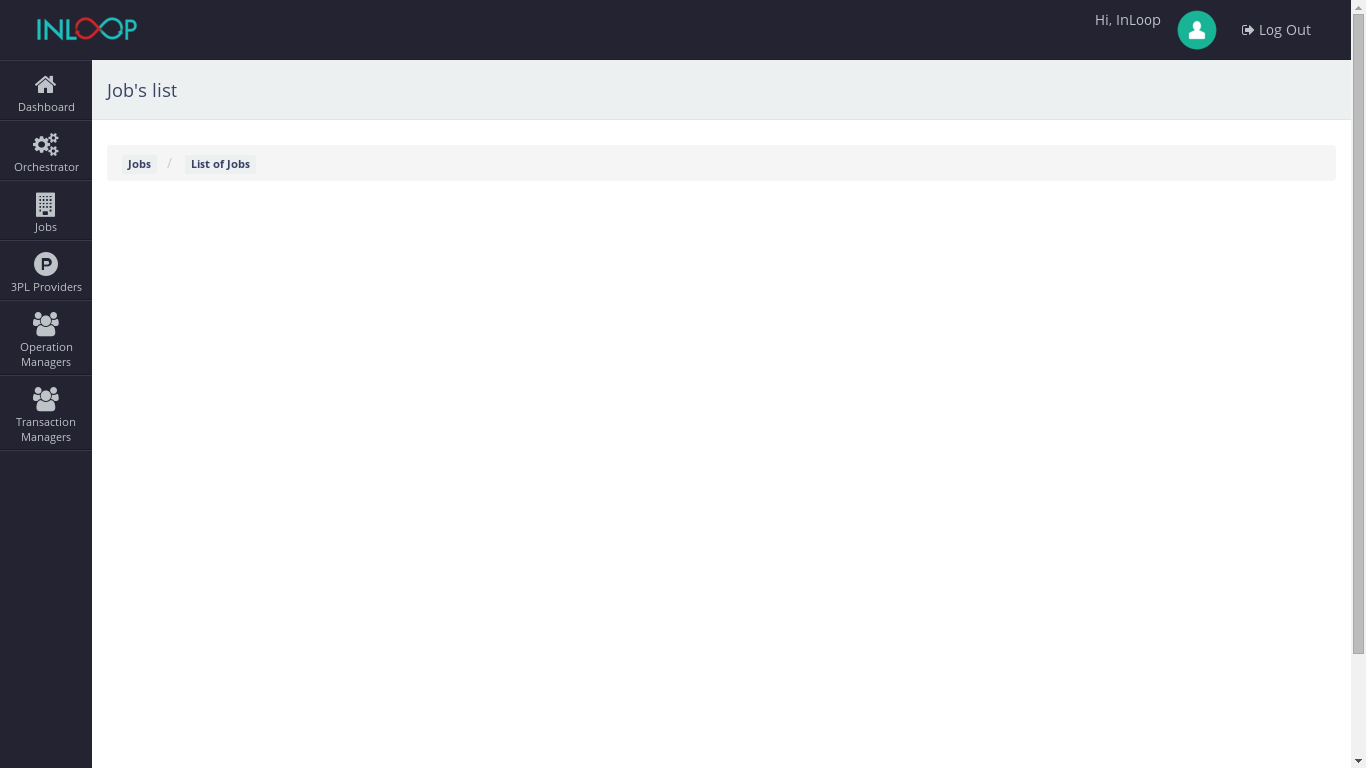 INLOOP
Hi, InLoop
Log Out
Dashboard
Orchestrator
Jobs
3PL Providers
Operation
Managers
Transaction
Managers
Job's list
Jobs / List of Jobs